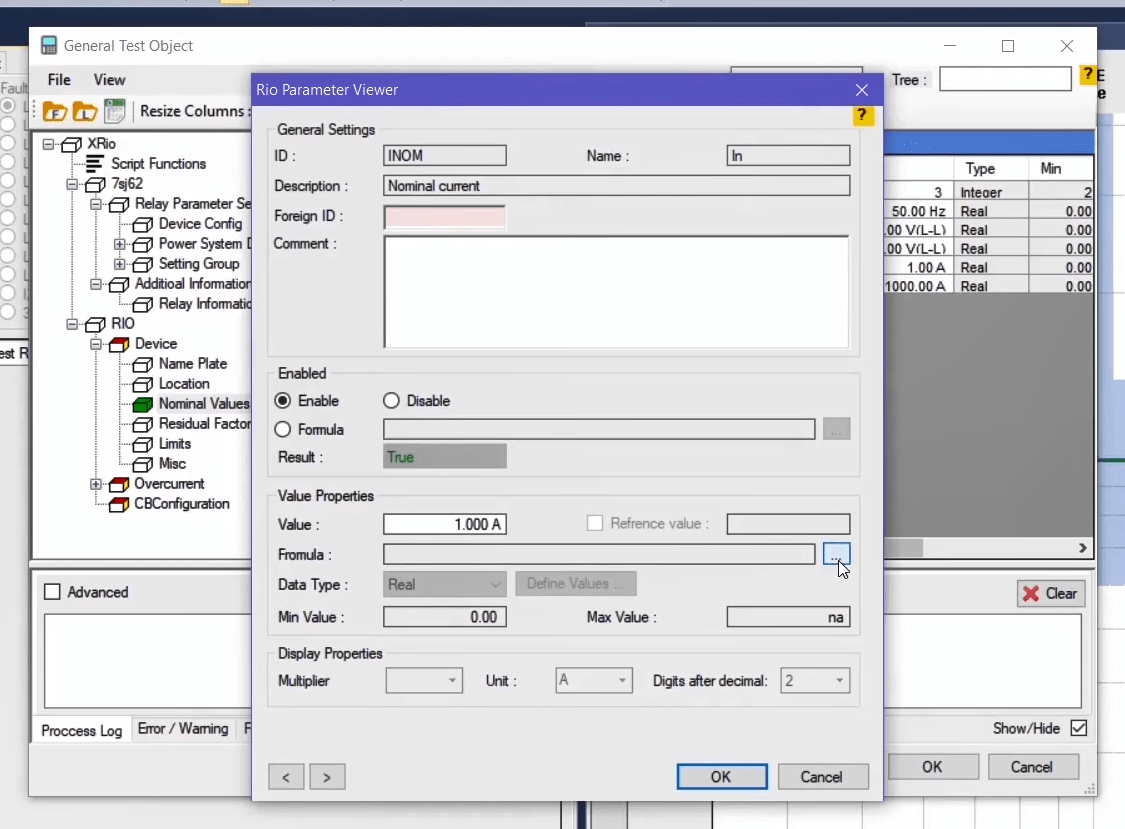 General Test Object
File View
Tree :
?
E
e
Fault
Resize Columns :
Rio Parameter Viewer
?
XRio
Script Functions
7sj62
Relay Parameter Se
Device Config
Power System D
Setting Group
Additioal Information
Relay Informatic
RIO
Device
Name Plate
Location
Nominal Values
Residual Factor
Limits
Misc
Overcurrent
CBConfiguration
est R
General Settings
ID : INOM Name : In
Description : Nominal current
Foreign ID :
Comment :
Enabled
Enable Disable
Formula ...
Result : True
Value Properties
Value : 1.000 A Refrence value :
Fromula : ...
Data Type : Real Define Values ...
Min Value : 0.00 Max Value : na
Display Properties
Multiplier Unit : A Digits after decimal: 2
< > OK Cancel
Type Min
3 Integer 2
50.00 Hz Real 0.00
.00 V(L-L) Real 0.00
.00 V(L-L) Real 0.00
1.00 A Real 0.00
1000.00 A Real 0.00
Advanced
Clear
Proccess Log Error / Warning F
Show/Hide
OK Cancel